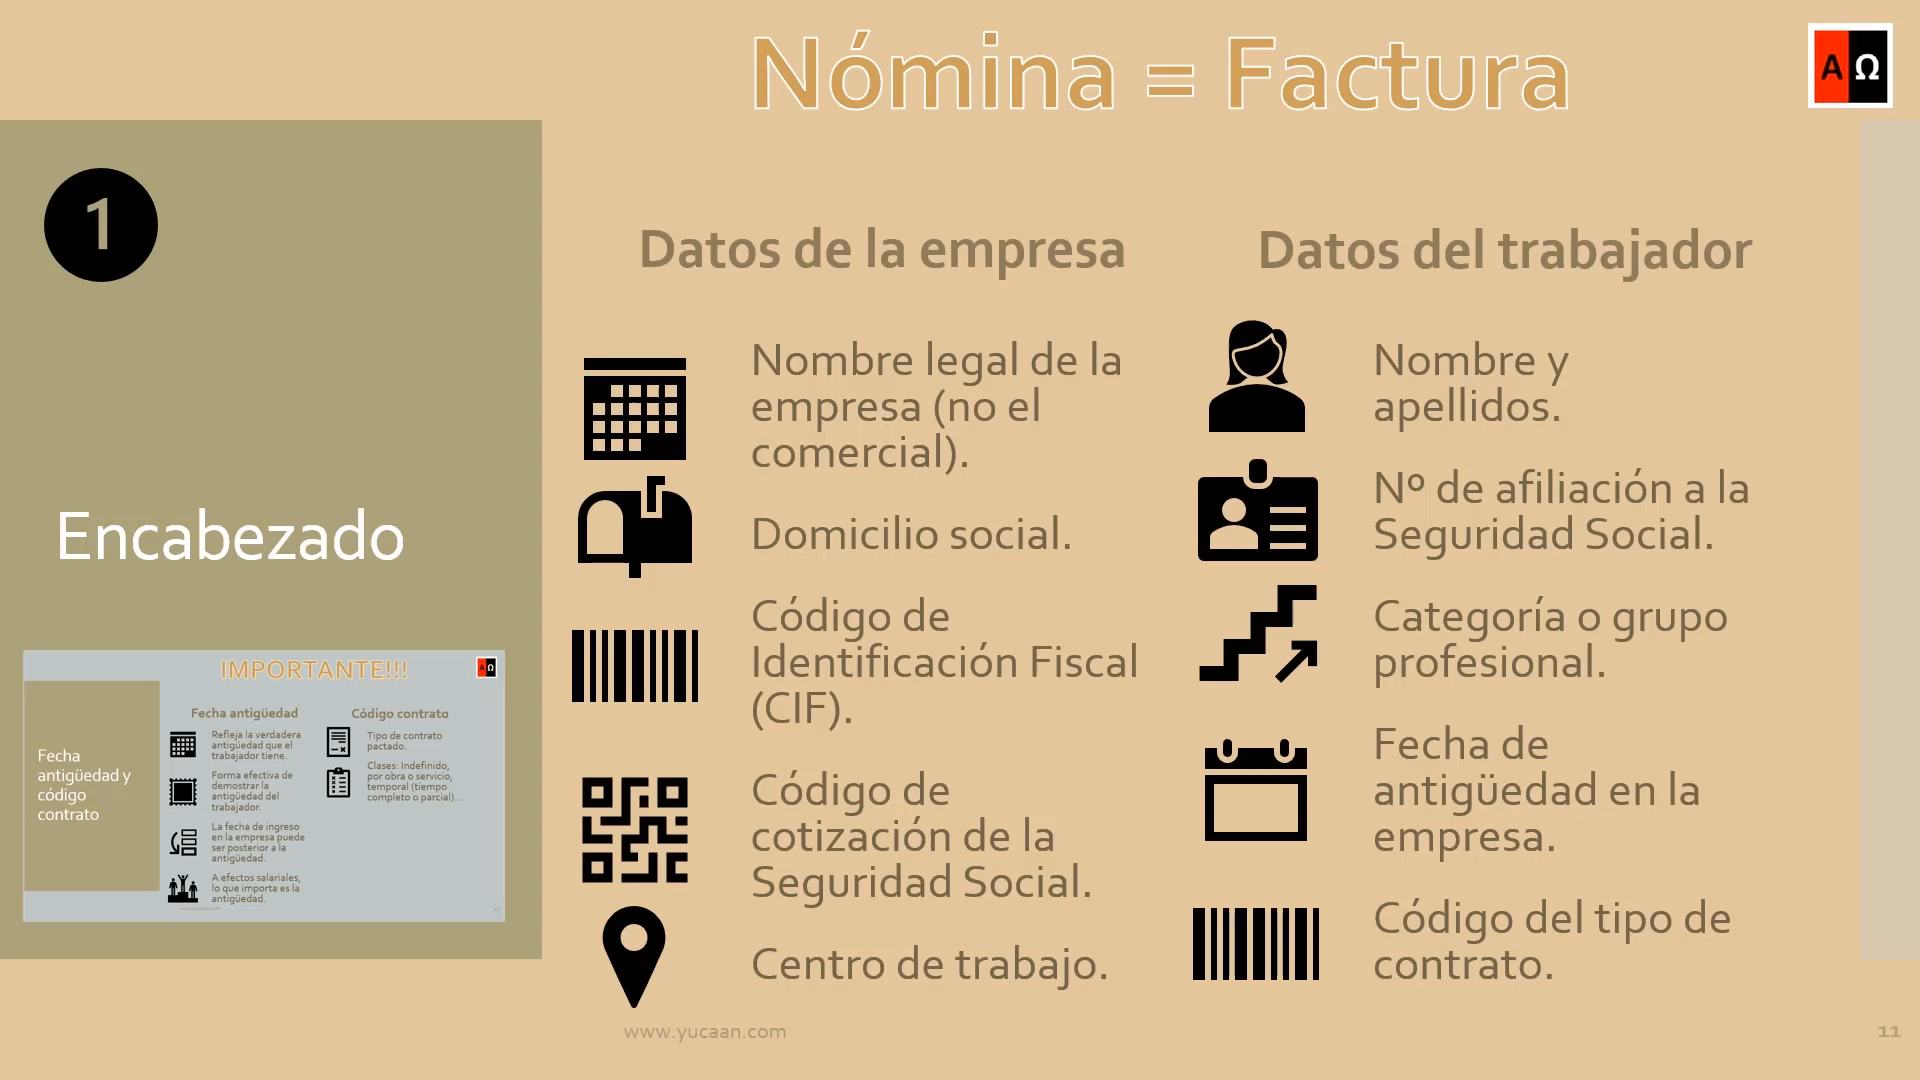 Nómina = Factura
AΩ
1
Encabezado
Datos de la empresa
Nombre legal de la
empresa (no el
comercial).
Domicilio social.
Código de
Identificación Fiscal
(CIF).
Código de
cotización de la
Seguridad Social.
Centro de trabajo.
Datos del trabajador
Nombre y
apellidos.
Nº de afiliación a la
Seguridad Social.
Categoría o grupo
profesional.
Fecha de
antigüedad en la
empresa.
Código del tipo de
contrato.
IMPORTANTE!!!
AΩ
Fecha
antigüedad y
código
contrato
Fecha antigüedad
Refleja la verdadera
antigüedad que el
trabajador tiene.
Forma efectiva de
demostrar la
antigüedad del
trabajador.
La fecha de ingreso
en la empresa puede
ser posterior a la
antigüedad.
A efectos salariales,
lo que importa es la
antigüedad.
Código contrato
Tipo de contrato
pactado.
Clases: Indefinido,
por obra o servicio,
temporal (tiempo
completo o parcial)...
www.yucaan.com
11